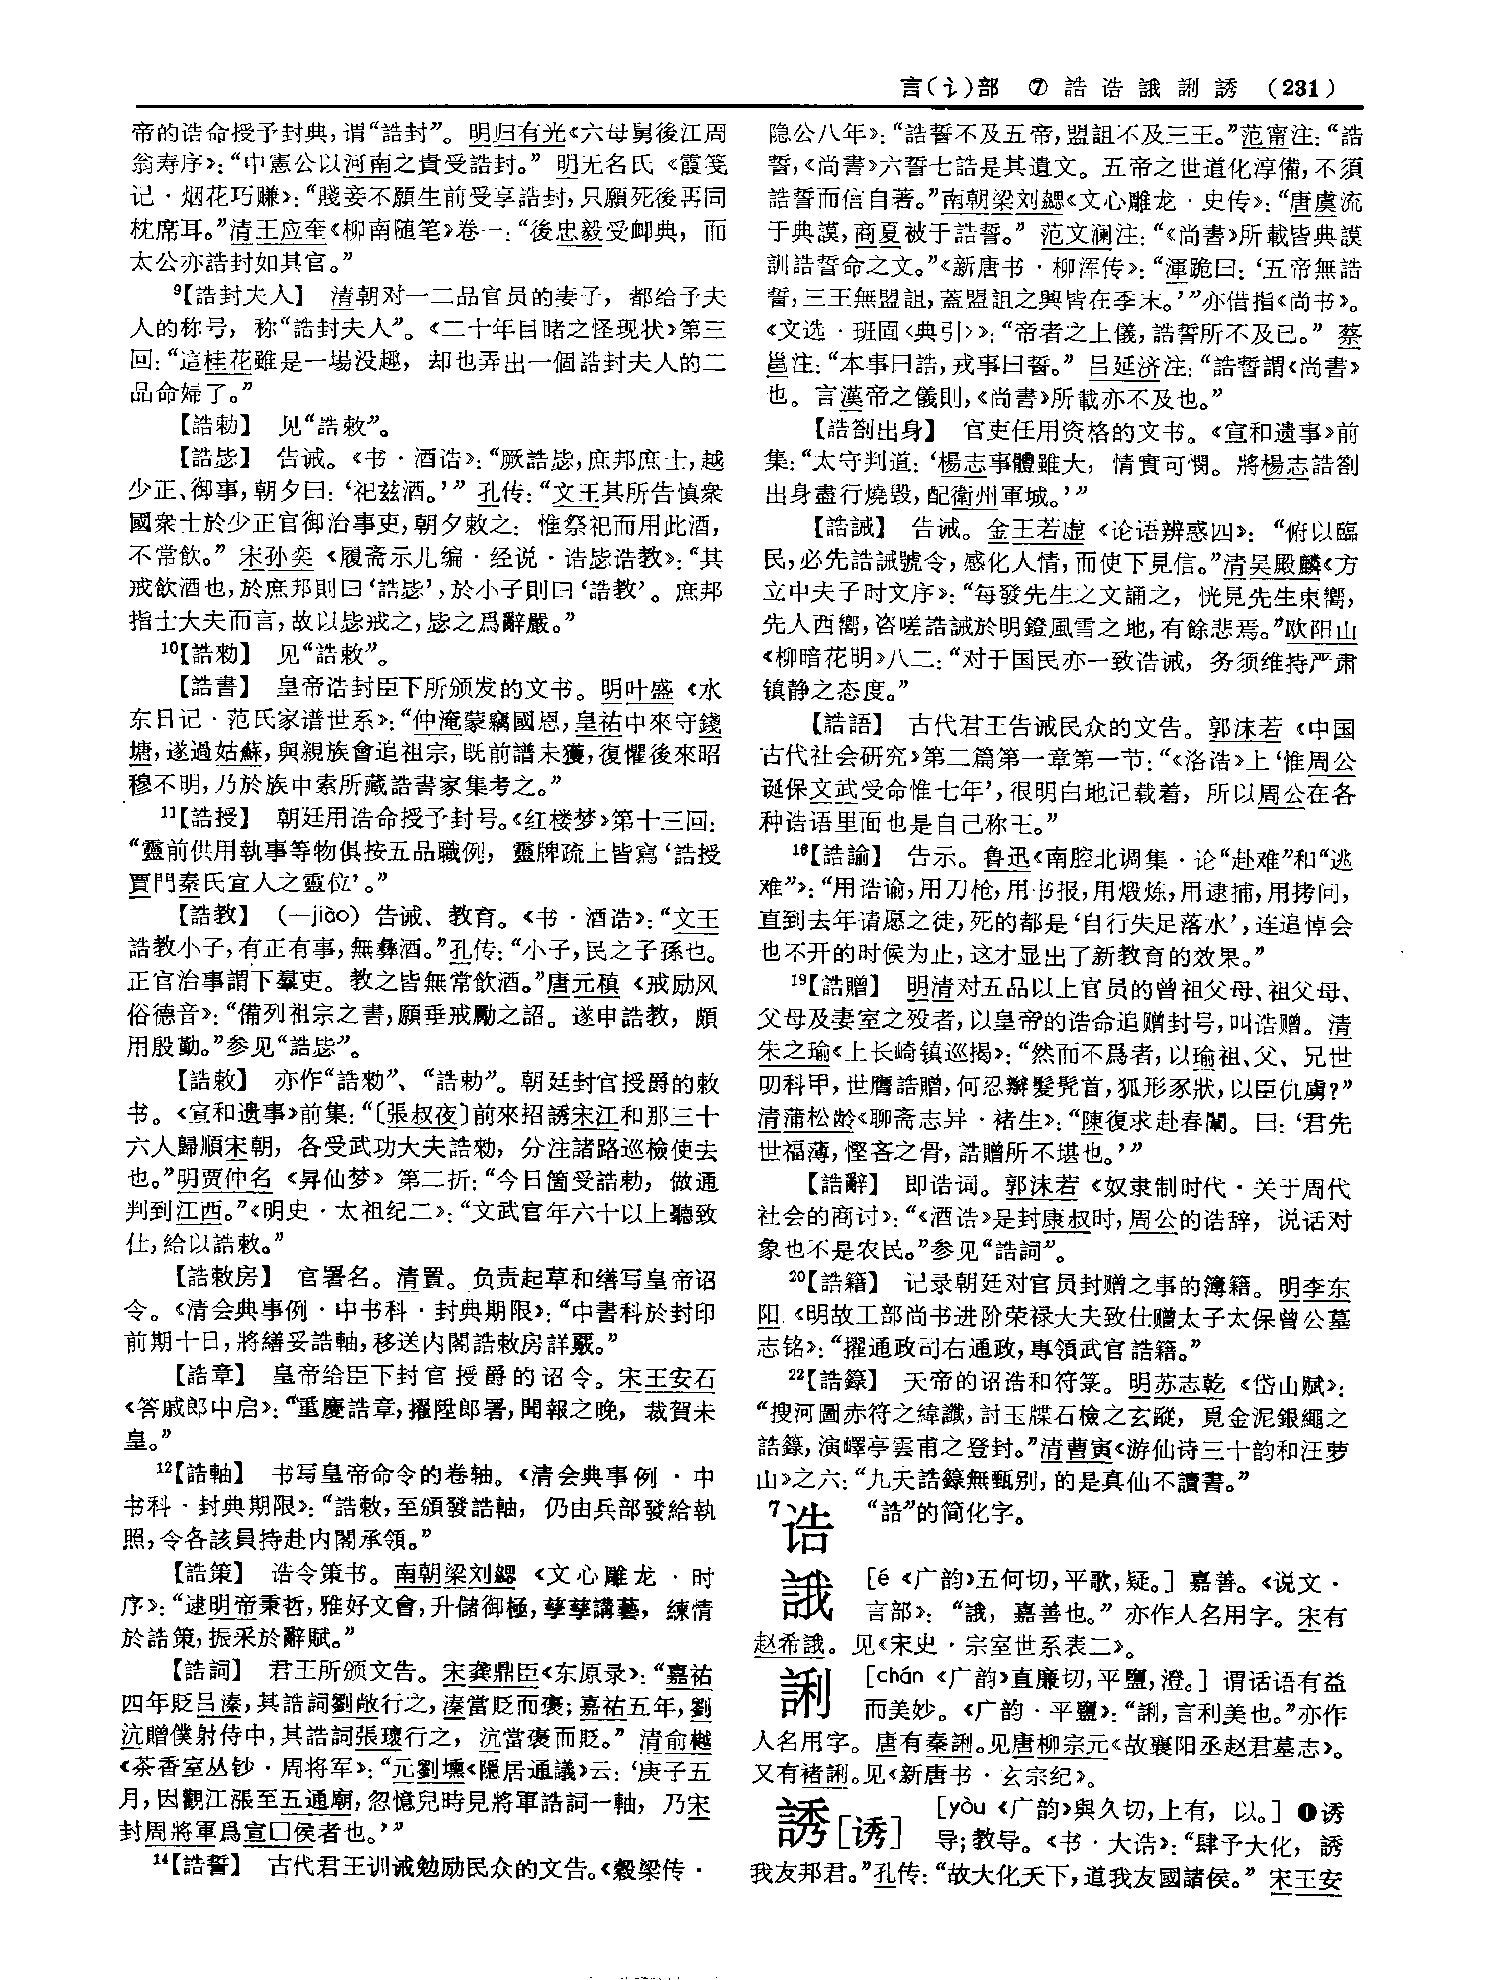 言(讠)部 ⑦ 誥 诰 誐 誗 誘 (231)
帝的诰命授予封典,谓“誥封”。明归有光《六母舅後江周
翁寿序》:“中憲公以河南之貴受誥封。” 明无名氏《霞笺
记·烟花巧赚》:“賤妾不願生前受享誥封,只願死後再同
枕席耳。”清王应奎《柳南随笔》卷一:“後忠毅受卹典,而
太公亦誥封如其官。”
⁹【誥封夫人】 清朝对一二品官员的妻子,都给予夫
人的称号,称“誥封夫人”。《二十年目睹之怪现状》第三
回:“這桂花雖是一場没趣,却也弄出一個誥封夫人的二
品命婦了。”
【誥勅】 见“誥敕”。
【誥毖】 告诫。《书·酒诰》:“厥誥毖,庶邦庶士,越
少正、御事,朝夕曰:‘祀兹酒。’” 孔传:“文王其所告慎衆
國衆士於少正官御治事吏,朝夕敕之:惟祭祀而用此酒,
不常飲。” 宋孙奕《履斋示儿编·经说·诰毖诰教》:“其
戒飲酒也,於庶邦則曰‘誥毖’,於小子則曰‘誥教’。庶邦
指士大夫而言,故以毖戒之,毖之爲辭嚴。”
¹⁰【誥勑】 见“誥敕”。
【誥書】 皇帝诰封臣下所颁发的文书。明叶盛《水
东日记·范氏家谱世系》:“仲淹蒙竊國恩,皇祐中來守錢
塘,遂過姑蘇,與親族會追祖宗,既前譜未獲,復懼後來昭
穆不明,乃於族中索所藏誥書家集考之。”
¹¹【誥授】 朝廷用诰命授予封号。《红楼梦》第十三回:
“靈前供用執事等物俱按五品職例,靈牌疏上皆寫‘誥授
賈門秦氏宜人之靈位’。”
【誥教】 (—jiào) 告诫、教育。《书·酒诰》:“文王
誥教小子,有正有事,無彝酒。”孔传:“小子,民之子孫也。
正官治事謂下羣吏。教之皆無常飲酒。”唐元稹《戒励风
俗德音》:“備列祖宗之書,願垂戒勵之詔。遂申誥教,頗
用殷勤。”参见“誥毖”。
【誥敕】 亦作“誥勑”、“誥勅”。朝廷封官授爵的敕
书。《宣和遗事》前集:“〔張叔夜〕前來招誘宋江和那三十
六人歸順宋朝,各受武功大夫誥勑,分注諸路巡檢使去
也。”明贾仲名《昇仙梦》第二折:“今日箇受誥勅,做通
判到江西。”《明史·太祖纪二》:“文武官年六十以上聽致
仕,給以誥敕。”
【誥敕房】 官署名。清置。负责起草和缮写皇帝诏
令。《清会典事例·中书科·封典期限》:“中書科於封印
前期十日,將繕妥誥軸,移送内閣誥敕房詳覈。”
【誥章】 皇帝给臣下封官授爵的诏令。宋王安石
《答戚郎中启》:“重慶誥章,擢陞郎署,聞報之晚,裁賀未
皇。”
¹²【誥軸】 书写皇帝命令的卷轴。《清会典事例·中
书科·封典期限》:“誥敕,至頒發誥軸,仍由兵部發給執
照,令各該員持赴内閣承領。”
【誥策】 诰令策书。南朝梁刘勰《文心雕龙·时
序》:“逮明帝秉哲,雅好文會,升儲御極,孳孳講藝,練情
於誥策,振采於辭賦。”
【誥詞】 君王所颁文告。宋龚鼎臣《东原录》:“嘉祐
四年貶吕溱,其誥詞劉敞行之,溱當貶而褒;嘉祐五年,劉
沆贈僕射侍中,其誥詞張瓌行之,沆當褒而貶。” 清俞樾
《茶香室丛钞·周将军》:“元劉壎《隱居通議》云:‘庚子五
月,因觀江漲至五通廟,忽憶兒時見將軍誥詞一軸,乃宋
封周將軍爲宣囗侯者也。’”
¹⁴【誥誓】 古代君王训诫勉励民众的文告。《穀梁传·
隐公八年》:“誥誓不及五帝,盟詛不及三王。”范甯注:“誥
誓,《尚書》六誓七誥是其遺文。五帝之世道化淳備,不須
誥誓而信自著。”南朝梁刘勰《文心雕龙·史传》:“唐虞流
于典謨,商夏被于誥誓。” 范文澜注:“《尚書》所載皆典謨
訓誥誓命之文。”《新唐书·柳浑传》:“渾跪曰:‘五帝無誥
誓,三王無盟詛,蓋盟詛之興皆在季末。’”亦借指《尚书》。
《文选·班固〈典引〉》:“帝者之上儀,誥誓所不及已。” 蔡
邕注:“本事曰誥,戎事曰誓。” 吕延济注:“誥誓謂《尚書》
也。言漢帝之儀則,《尚書》所載亦不及也。”
【誥劄出身】 官吏任用资格的文书。《宣和遗事》前
集:“太守判道:‘楊志事體雖大,情實可憫。將楊志誥劄
出身盡行燒毁,配衛州軍城。’”
【誥誡】 告诫。金王若虚《论语辨惑四》:“俯以臨
民,必先誥誡號令,感化人情,而使下見信。”清吴殿麟《方
立中夫子时文序》:“每發先生之文誦之,恍見先生東嚮,
先人西嚮,咨嗟誥誡於明鐙風雪之地,有餘悲焉。”欧阳山
《柳暗花明》八二:“对于国民亦一致诰诫,务须维持严肃
镇静之态度。”
【誥語】 古代君王告诫民众的文告。郭沫若《中国
古代社会研究》第二篇第一章第一节:“《洛诰》上‘惟周公
诞保文武受命惟七年’,很明白地记载着,所以周公在各
种诰语里面也是自己称王。”
¹⁶【誥諭】 告示。鲁迅《南腔北调集·论“赴难”和“逃
难”》:“用诰谕,用刀枪,用书报,用煅炼,用逮捕,用拷问,
直到去年请愿之徒,死的都是‘自行失足落水’,连追悼会
也不开的时候为止,这才显出了新教育的效果。”
¹⁹【誥贈】 明清对五品以上官员的曾祖父母、祖父母、
父母及妻室之殁者,以皇帝的诰命追赠封号,叫诰赠。清
朱之瑜《上长崎镇巡揭》:“然而不爲者,以瑜祖、父、兄世
叨科甲,世膺誥贈,何忍辮髮髡首,狐形豕狀,以臣仇虜?”
清蒲松龄《聊斋志异·褚生》:“陳復求赴春闈。曰:‘君先
世福薄,慳吝之骨,誥贈所不堪也。’”
【誥辭】 即诰词。郭沫若《奴隶制时代·关于周代
社会的商讨》:“《酒诰》是封康叔时,周公的诰辞,说话对
象也不是农民。”参见“誥詞”。
²⁰【誥籍】 记录朝廷对官员封赠之事的簿籍。明李东
阳《明故工部尚书进阶荣禄大夫致仕赠太子太保曾公墓
志铭》:“擢通政司右通政,專領武官誥籍。”
²²【誥籙】 天帝的诏诰和符箓。明苏志乾《岱山赋》:
“搜河圖赤符之緯讖,討玉牒石檢之玄蹤,覓金泥銀繩之
誥籙,演嶧亭雲甫之登封。”清曹寅《游仙诗三十韵和汪萝
山》之六:“九天誥籙無甄别,的是真仙不讀書。”
⁷诰 “誥”的简化字。
誐 [é《广韵》五何切,平歌,疑。] 嘉善。《说文·
言部》:“誐,嘉善也。” 亦作人名用字。宋有
赵希誐。见《宋史·宗室世系表二》。
誗 [chán《广韵》直廉切,平鹽,澄。] 谓话语有益
而美妙。《广韵·平鹽》:“誗,言利美也。”亦作
人名用字。唐有秦誗。见唐柳宗元《故襄阳丞赵君墓志》。
又有褚誗。见《新唐书·玄宗纪》。
誘[诱] [yòu《广韵》與久切,上有,以。] ❶诱
导;教导。《书·大诰》:“肆予大化,誘
我友邦君。”孔传:“故大化天下,道我友國諸侯。” 宋王安